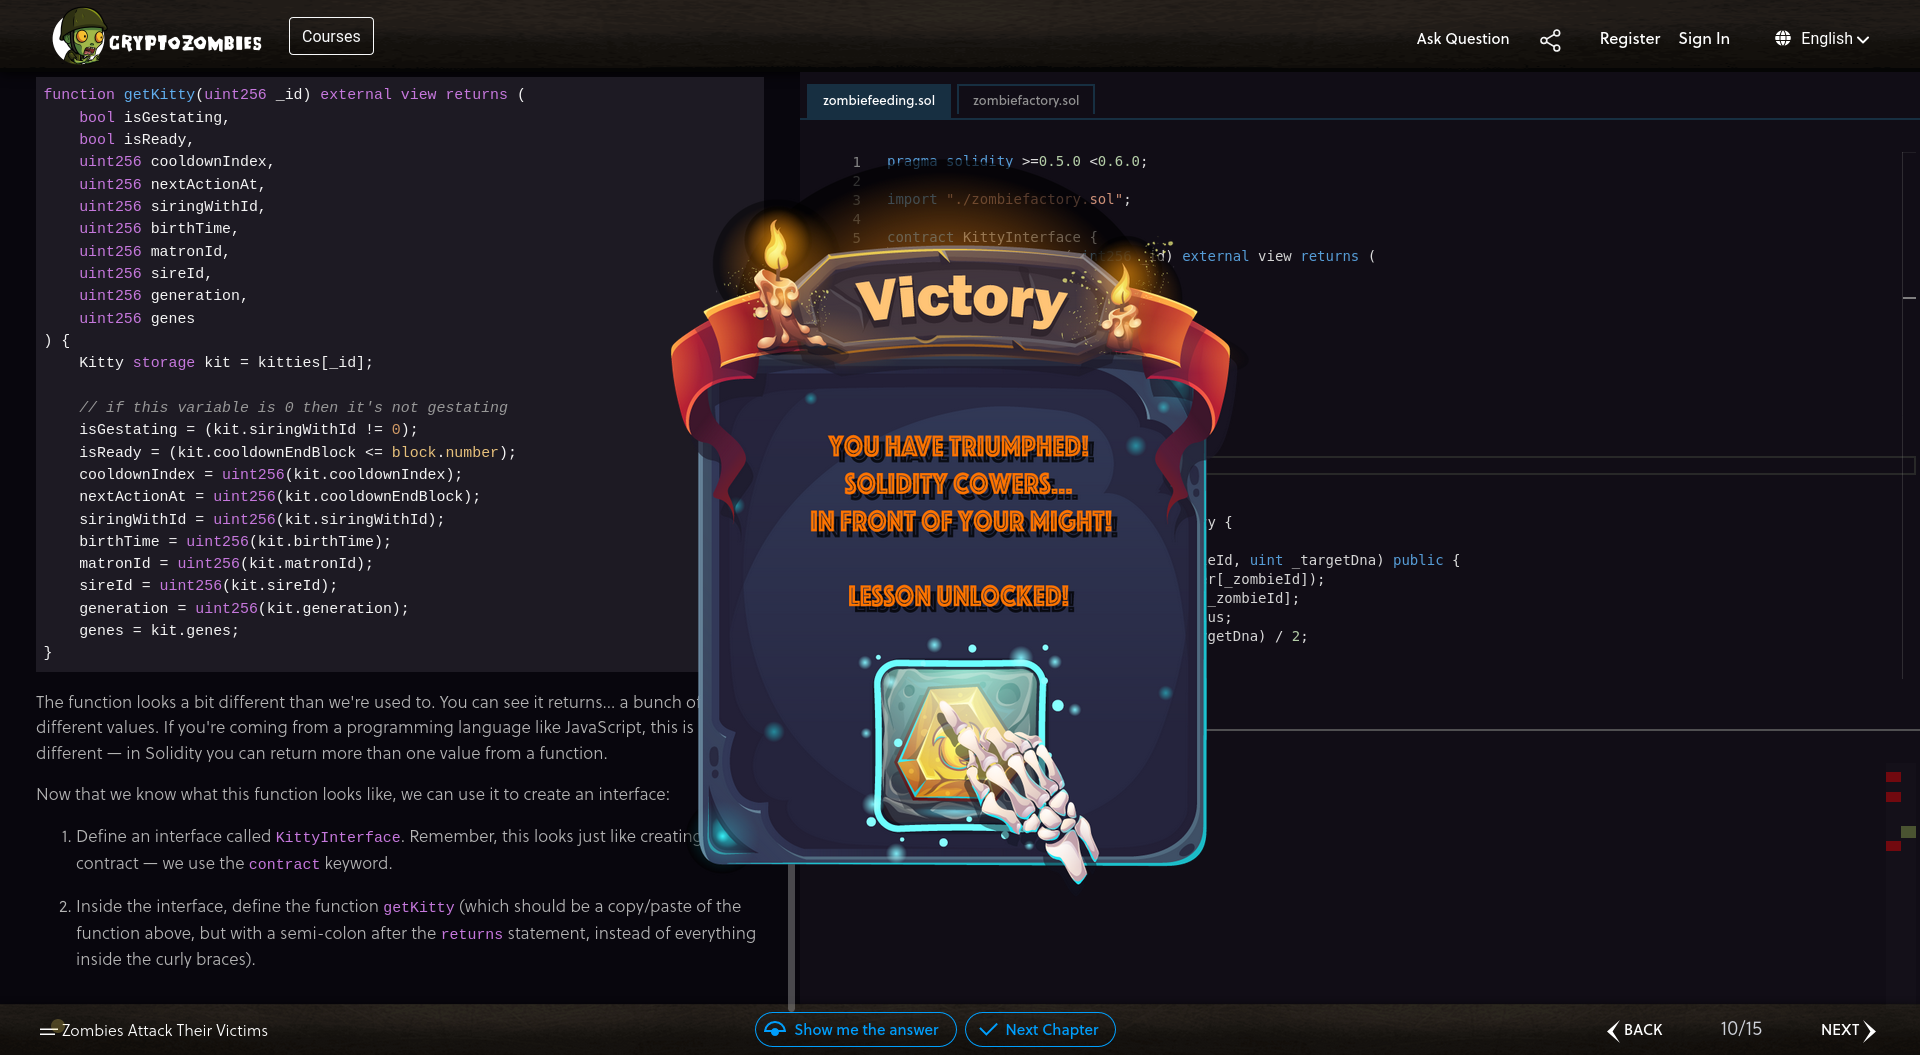 CRYPTOZOMBIES
Courses
Ask Question
Register
Sign In
English
function getKitty(uint256 _id) external view returns (
bool isGestating,
bool isReady,
uint256 cooldownIndex,
uint256 nextActionAt,
uint256 siringWithId,
uint256 birthTime,
uint256 matronId,
uint256 sireId,
uint256 generation,
uint256 genes
) {
Kitty storage kit = kitties[_id];
// if this variable is 0 then it's not gestating
isGestating = (kit.siringWithId != 0);
isReady = (kit.cooldownEndBlock <= block.number);
cooldownIndex = uint256(kit.cooldownIndex);
nextActionAt = uint256(kit.cooldownEndBlock);
siringWithId = uint256(kit.siringWithId);
birthTime = uint256(kit.birthTime);
matronId = uint256(kit.matronId);
sireId = uint256(kit.sireId);
generation = uint256(kit.generation);
genes = kit.genes;
}
The function looks a bit different than we're used to. You can see it returns... a bunch of
different values. If you're coming from a programming language like JavaScript, this is
different — in Solidity you can return more than one value from a function.
Now that we know what this function looks like, we can use it to create an interface:
1. Define an interface called KittyInterface. Remember, this looks just like creating
contract — we use the contract keyword.
2. Inside the interface, define the function getKitty (which should be a copy/paste of the
function above, but with a semi-colon after the returns statement, instead of everything
inside the curly braces).
zombiefeeding.sol
zombiefactory.sol
1 pragma solidity >=0.5.0 <0.6.0;
2
3 import "./zombiefactory.sol";
4
5 contract KittyInterface {
_id) external view returns (
y {
eId, uint _targetDna) public {
r[_zombieId]);
_zombieId];
us;
getDna) / 2;
Victory
YOU HAVE TRIUMPHED!
SOLIDITY COWERS...
IN FRONT OF YOUR MIGHT!
LESSON UNLOCKED!
Zombies Attack Their Victims
Show me the answer
Next Chapter
BACK
10/15
NEXT